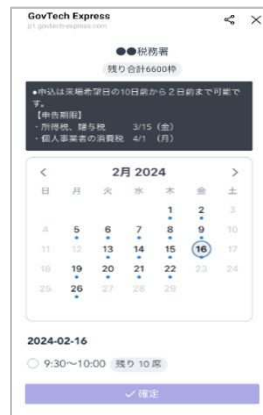 GovTech Express
p1.govtech-express.com
●●税務署
残り合計6600枠
●申込は来場希望日の10日前から2日前まで可能で
す。
【申告期限】
・所得税、贈与税 3/15（金）
・個人事業者の消費税 4/1（月）
2月 2024
日 月 火 水 木 金 土
1 2 3
4 5 6 7 8 9 10
11 12 13 14 15 16 17
18 19 20 21 22 23 24
25 26 27 28 29
2024-02-16
9:30～10:00 残り 10 席
✓ 確定